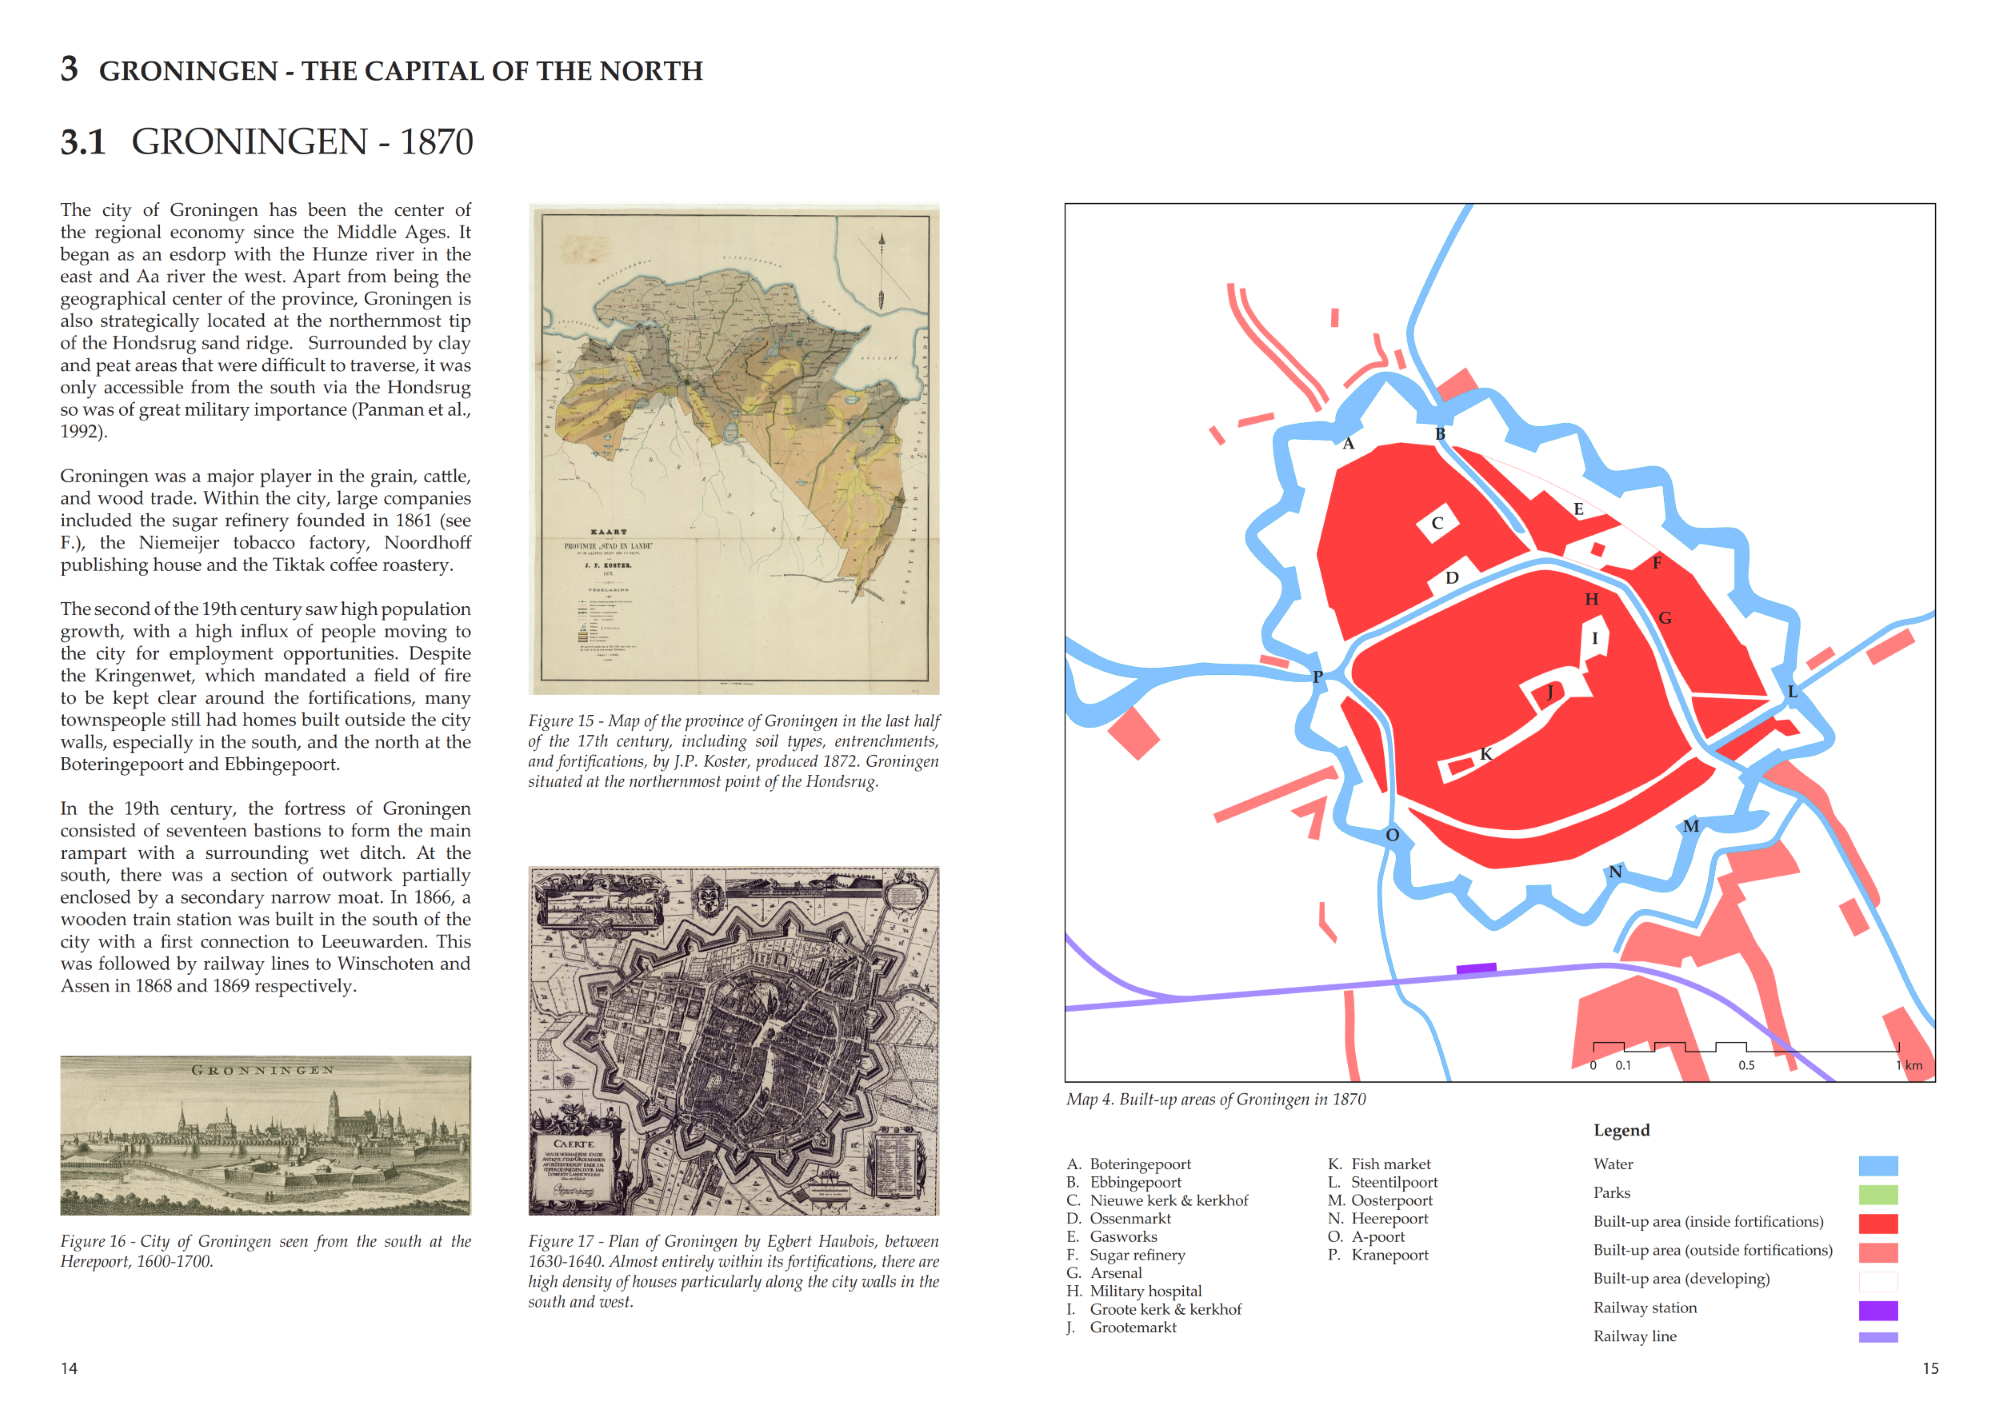 3 GRONINGEN - THE CAPITAL OF THE NORTH
3.1 GRONINGEN - 1870
The city of Groningen has been the center of
the regional economy since the Middle Ages. It
began as an esdorp with the Hunze river in the
east and Aa river the west. Apart from being the
geographical center of the province, Groningen is
also strategically located at the northernmost tip
of the Hondsrug sand ridge. Surrounded by clay
and peat areas that were difficult to traverse, it was
only accessible from the south via the Hondsrug
so was of great military importance (Panman et al.,
1992).
Groningen was a major player in the grain, cattle,
and wood trade. Within the city, large companies
included the sugar refinery founded in 1861 (see
F.), the Niemeijer tobacco factory, Noordhoff
publishing house and the Tiktak coffee roastery.
The second of the 19th century saw high population
growth, with a high influx of people moving to
the city for employment opportunities. Despite
the Kringenwet, which mandated a field of fire
to be kept clear around the fortifications, many
townspeople still had homes built outside the city
walls, especially in the south, and the north at the
Boteringepoort and Ebbingepoort.
In the 19th century, the fortress of Groningen
consisted of seventeen bastions to form the main
rampart with a surrounding wet ditch. At the
south, there was a section of outwork partially
enclosed by a secondary narrow moat. In 1866, a
wooden train station was built in the south of the
city with a first connection to Leeuwarden. This
was followed by railway lines to Winschoten and
Assen in 1868 and 1869 respectively.
GRONNINGEN
Figure 16 - City of Groningen seen from the south at the
Herepoort, 1600-1700.
KAART
PROVINCIE „STAD EN LANDE"
J. P. KOSTER.
Figure 15 - Map of the province of Groningen in the last half
of the 17th century, including soil types, entrenchments,
and fortifications, by J.P. Koster, produced 1872. Groningen
situated at the northernmost point of the Hondsrug.
CAERTE
Figure 17 - Plan of Groningen by Egbert Haubois, between
1630-1640. Almost entirely within its fortifications, there are
high density of houses particularly along the city walls in the
south and west.
A
B
C
E
D
F
H
G
I
P
J
L
K
M
O
N
0 0.1 0.5 1 km
Map 4. Built-up areas of Groningen in 1870
A. Boteringepoort
B. Ebbingepoort
C. Nieuwe kerk & kerkhof
D. Ossenmarkt
E. Gasworks
F. Sugar refinery
G. Arsenal
H. Military hospital
I. Groote kerk & kerkhof
J. Grootemarkt
K. Fish market
L. Steentilpoort
M. Oosterpoort
N. Heerepoort
O. A-poort
P. Kranepoort
Legend
Water
Parks
Built-up area (inside fortifications)
Built-up area (outside fortifications)
Built-up area (developing)
Railway station
Railway line
14
15